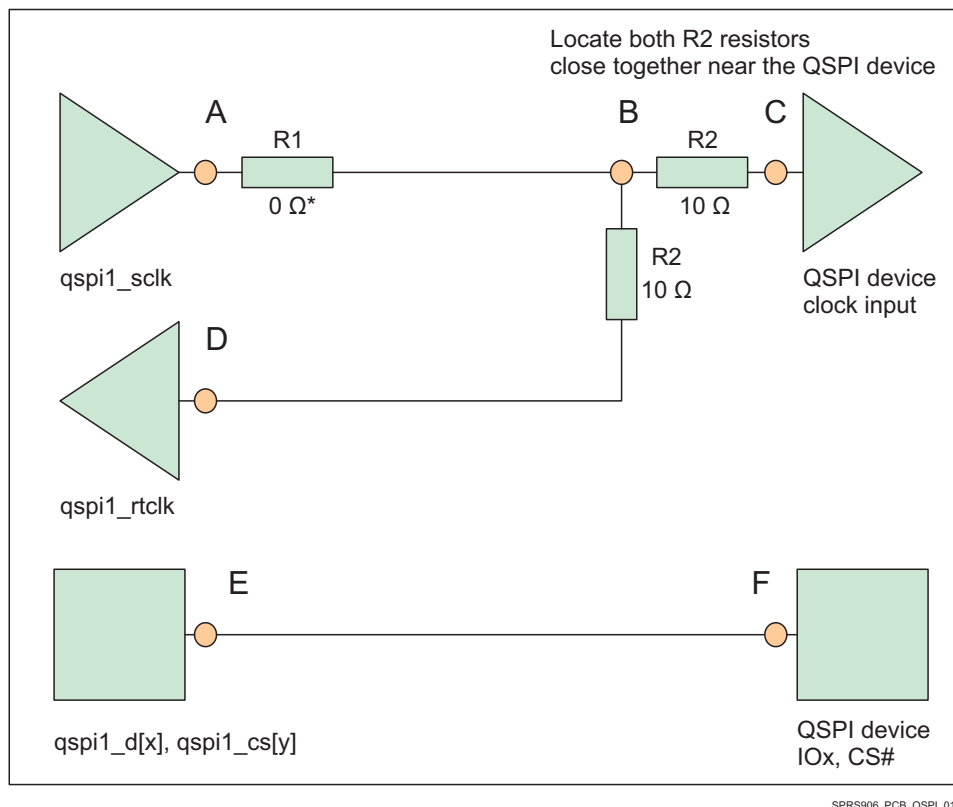 Locate both R2 resistors
close together near the QSPI device
A
B
C
R1
R2
0 Ω*
10 Ω
R2
10 Ω
qspi1_sclk
QSPI device
clock input
D
qspi1_rtclk
E
F
qspi1_d[x], qspi1_cs[y]
QSPI device
IOx, CS#
SPRS906_PCB_QSPI_01